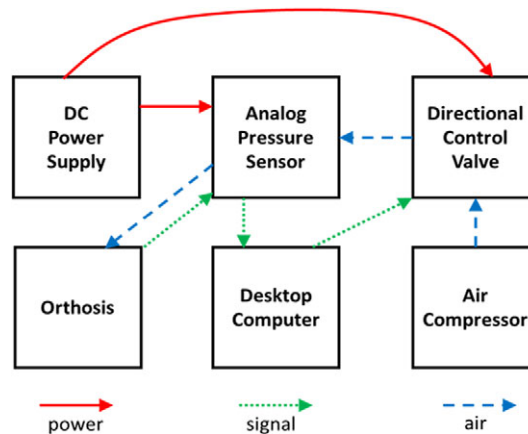 DC
Power
Supply
Analog
Pressure
Sensor
Directional
Control
Valve
Orthosis
Desktop
Computer
Air
Compressor
power
signal
air